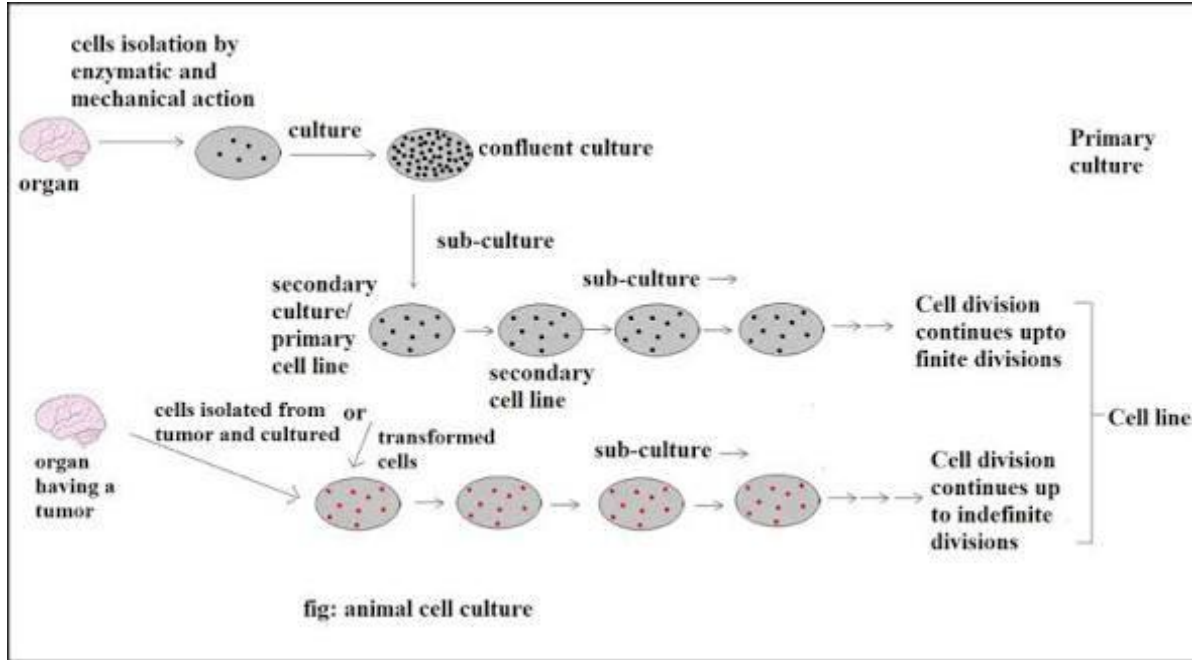 cells isolation by
enzymatic and
mechanical action
culture
organ
confluent culture
Primary
culture
sub-culture
secondary
culture/
primary
cell line
sub-culture
secondary
cell line
Cell division
continues upto
finite divisions
Cell line
cells isolated from
tumor and cultured
or
transformed
cells
organ
having a
tumor
sub-culture
Cell division
continues up
to indefinite
divisions
fig: animal cell culture